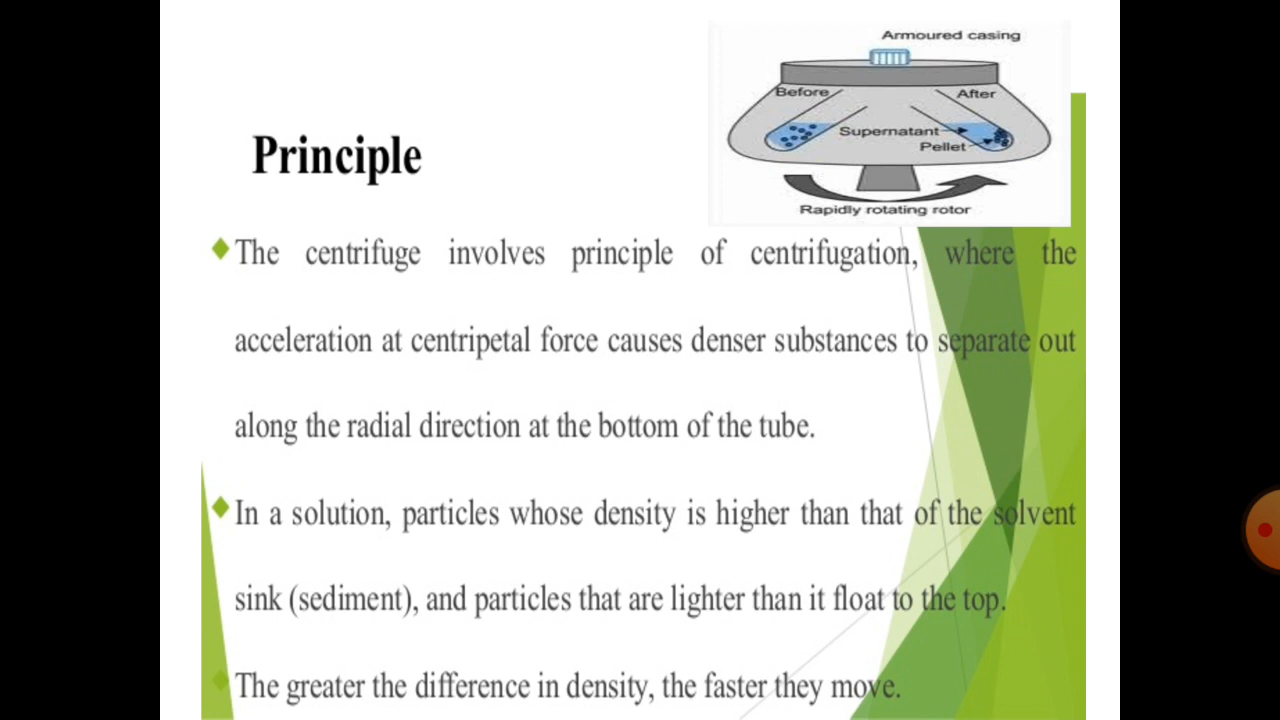 Armoured casing
Before
After
Supernatant
Pellet
Rapidly rotating rotor
Principle
The centrifuge involves principle of centrifugation, where the
acceleration at centripetal force causes denser substances to separate out
along the radial direction at the bottom of the tube.
In a solution, particles whose density is higher than that of the solvent
sink (sediment), and particles that are lighter than it float to the top.
The greater the difference in density, the faster they move.